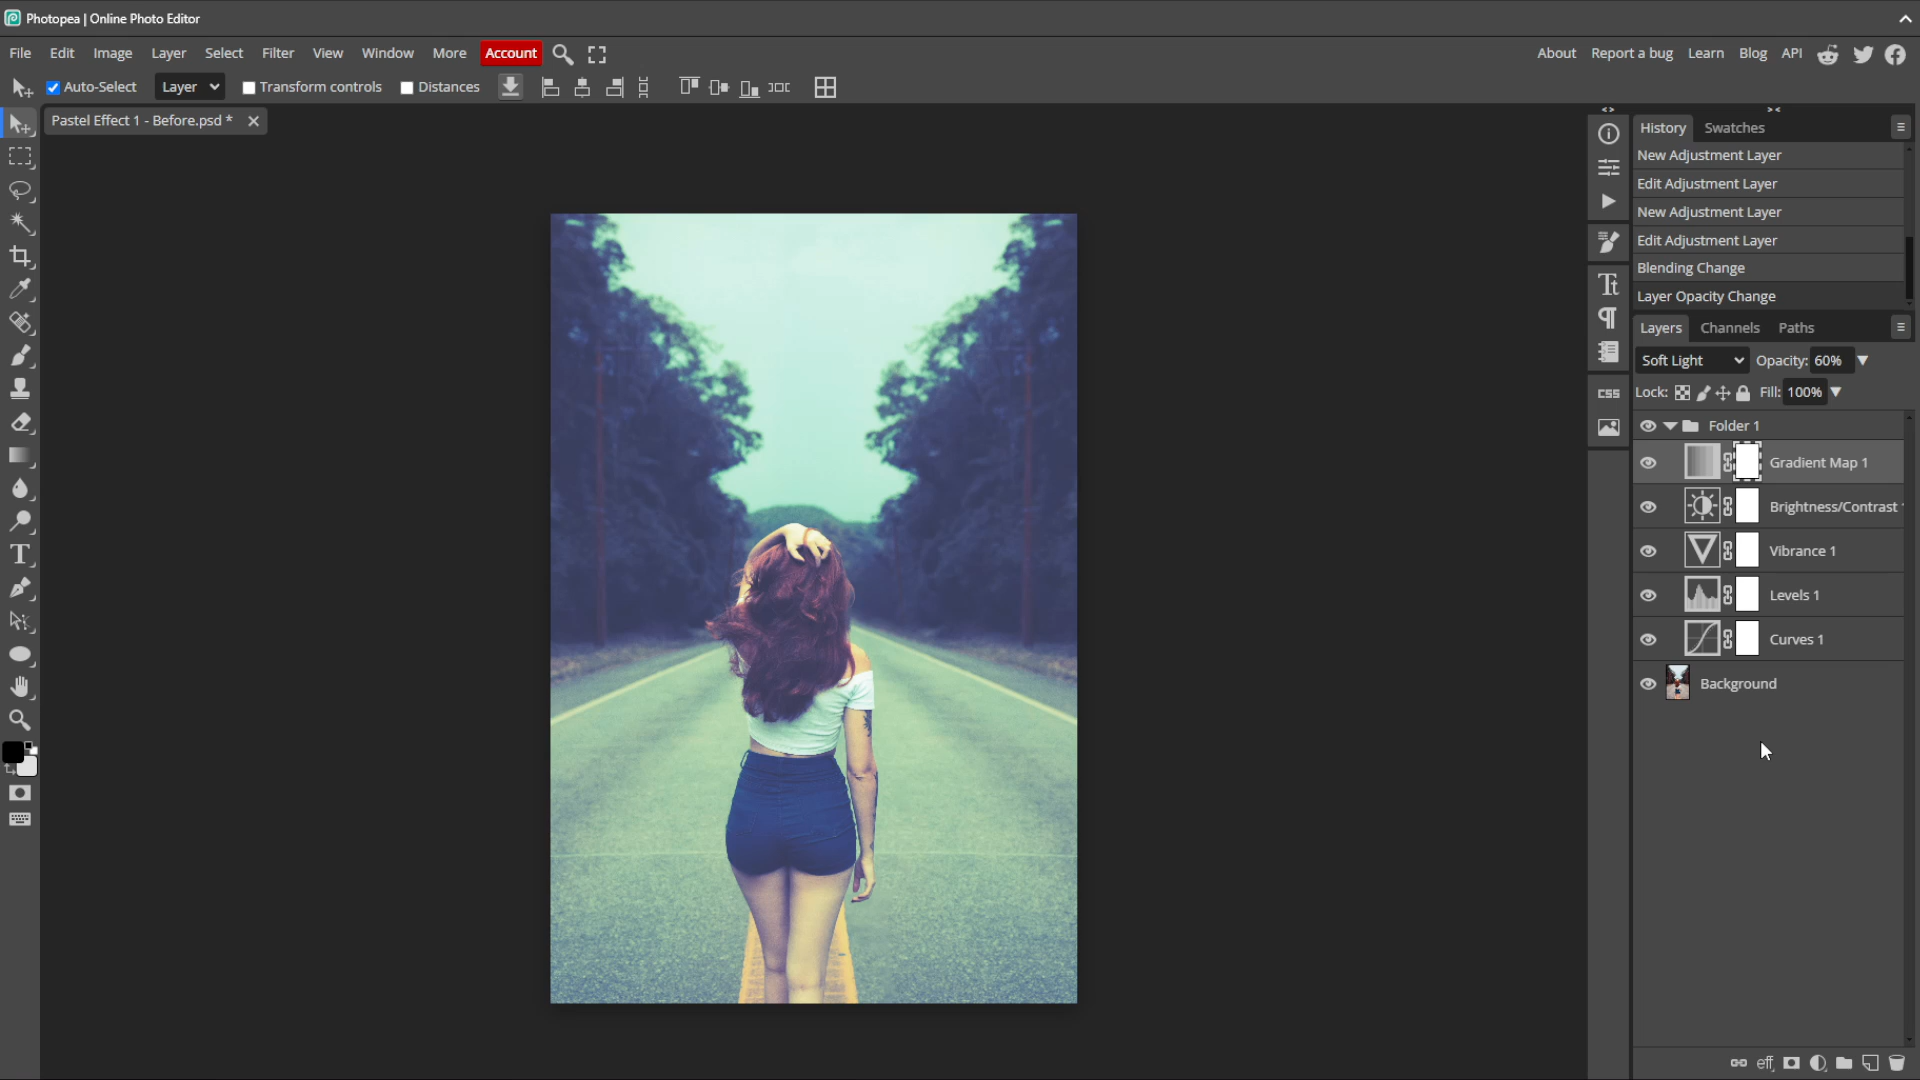 Photopea | Online Photo Editor
File Edit Image Layer Select Filter View Window More Account
About Report a bug Learn Blog API
Auto-Select Layer Transform controls Distances
Pastel Effect 1 - Before.psd *
History Swatches
New Adjustment Layer
Edit Adjustment Layer
New Adjustment Layer
Edit Adjustment Layer
Blending Change
Layer Opacity Change
Layers Channels Paths
Soft Light Opacity: 60%
Lock: Fill: 100%
CSS
Folder 1
Gradient Map 1
Brightness/Contrast
Vibrance 1
Levels 1
Curves 1
Background
eff